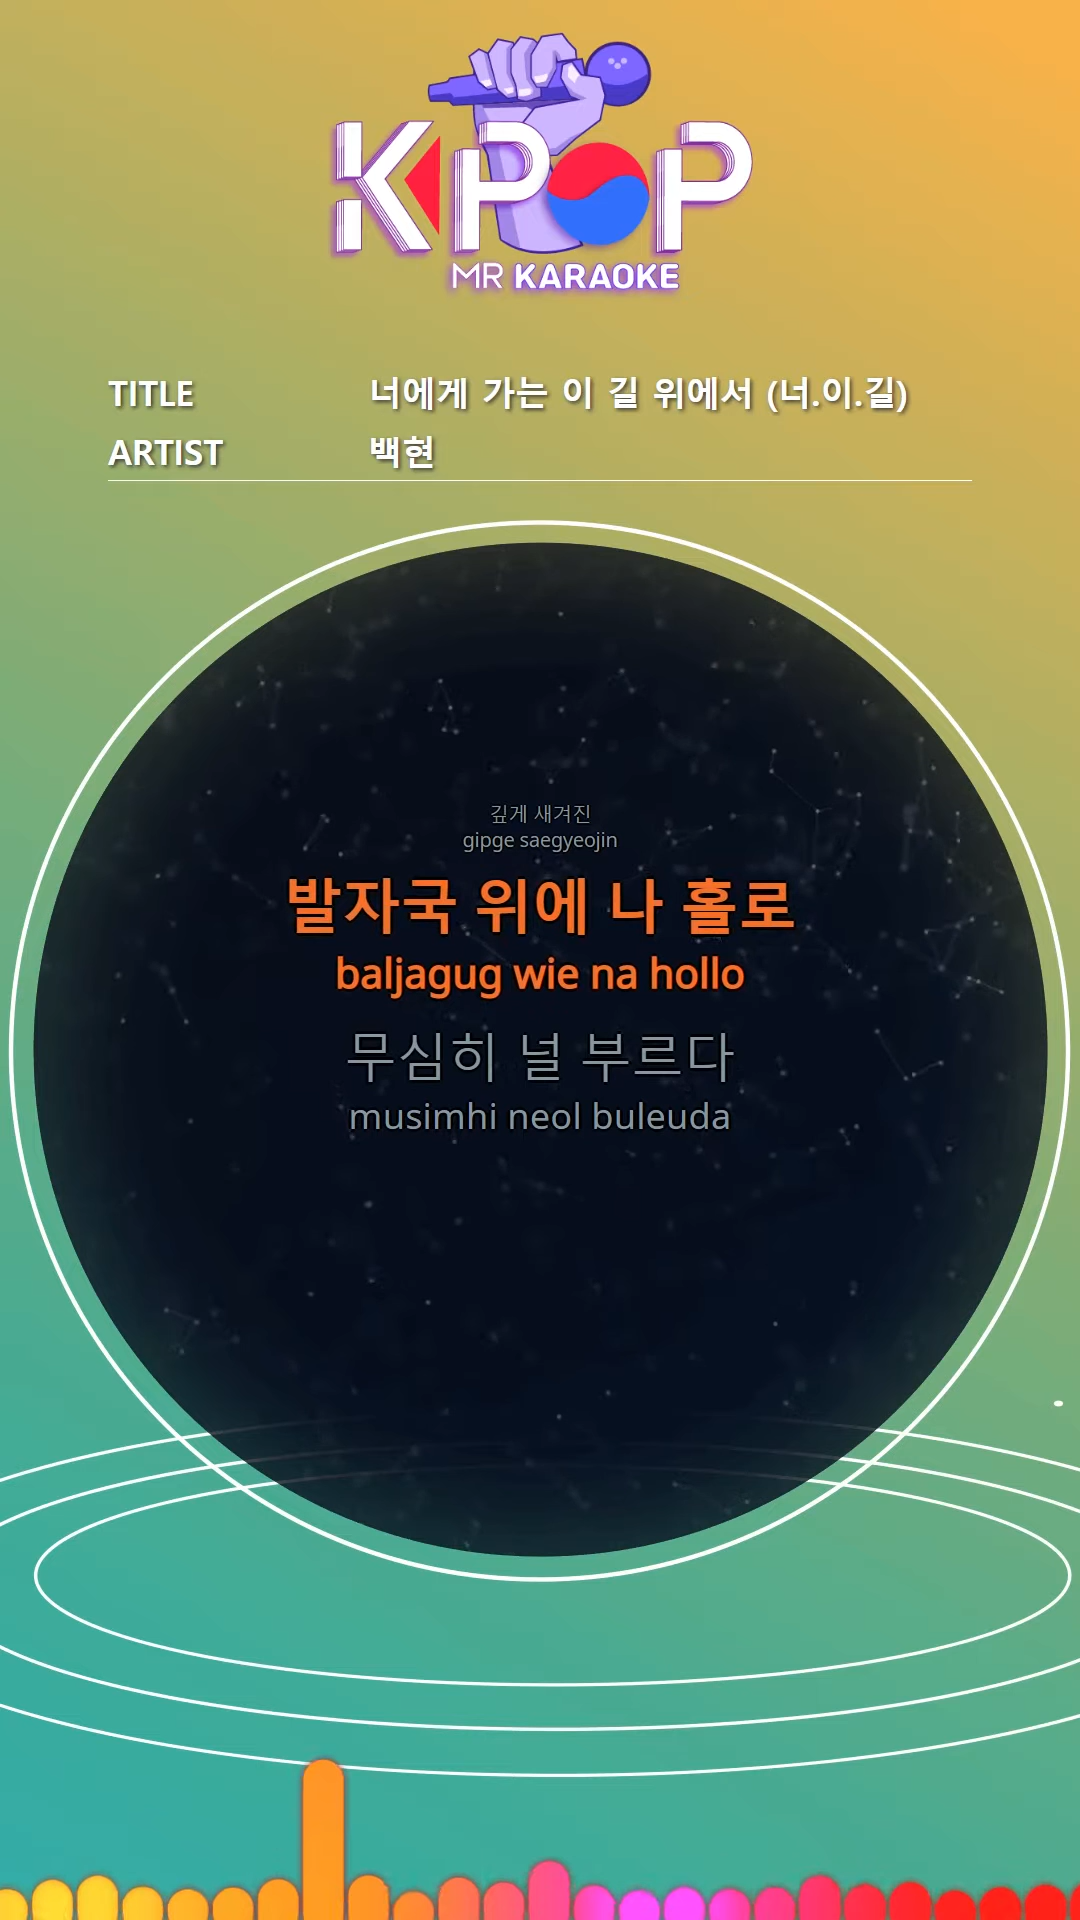 KPOP
MR KARAOKE
TITLE 너에게 가는 이 길 위에서 (너.이.길)
ARTIST 백현
깊게 새겨진
gipge saegyeojin
발자국 위에 나 홀로
baljagug wie na hollo
무심히 널 부르다
musimhi neol buleuda